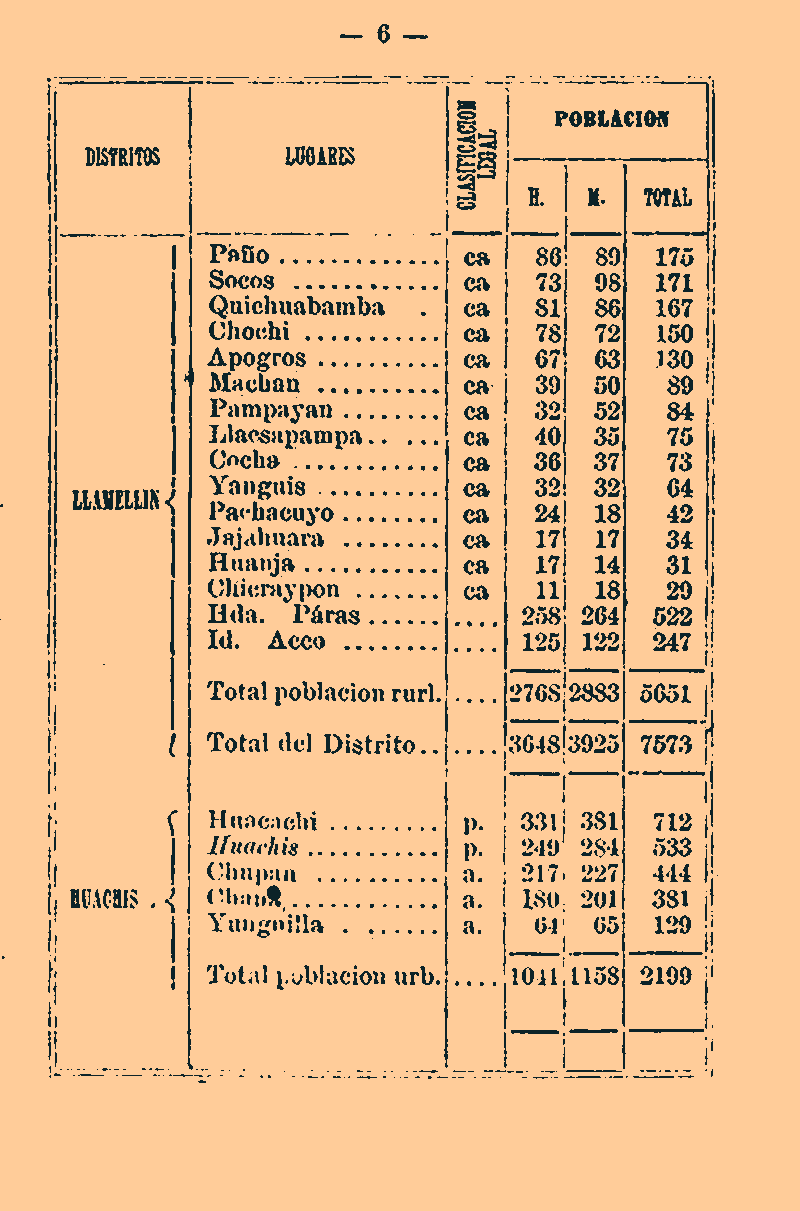 — 6 —
DISTRITOS LUGARES CLASIFICACION LEGAL POBLACION
H. M. TOTAL
Paño ............. ca 86 89 175
Socos ............ ca 73 98 171
Quichuabamba . ca 81 86 167
Chochi ........... ca 78 72 150
Apogros .......... ca 67 63 130
Machan .......... ca 39 50 89
Pampayan ........ ca 32 52 84
Llacsapampa.. ... ca 40 35 75
Cocha ............ ca 36 37 73
Yanguis .......... ca 32 32 64
LLAMELLIN
Pachacuyo ........ ca 24 18 42
Jajahuara ........ ca 17 17 34
Huanja ............ ca 17 14 31
Chicraypon ....... ca 11 18 29
Hda. Páras ...... .... 258 264 522
Id. Acco ........ .... 125 122 247
Total poblacion rurl. .... 2768 2883 5651
Total del Distrito.. .... 3648 3925 7573
Huacachi .......... p. 331 381 712
Huachis ............ p. 249 284 533
Chupan ........... a. 217 227 444
HUACHIS . ............. a. 180 201 381
Yunguilla . ...... a. 64 65 129
Total poblacion urb. .... 1041 1158 2199